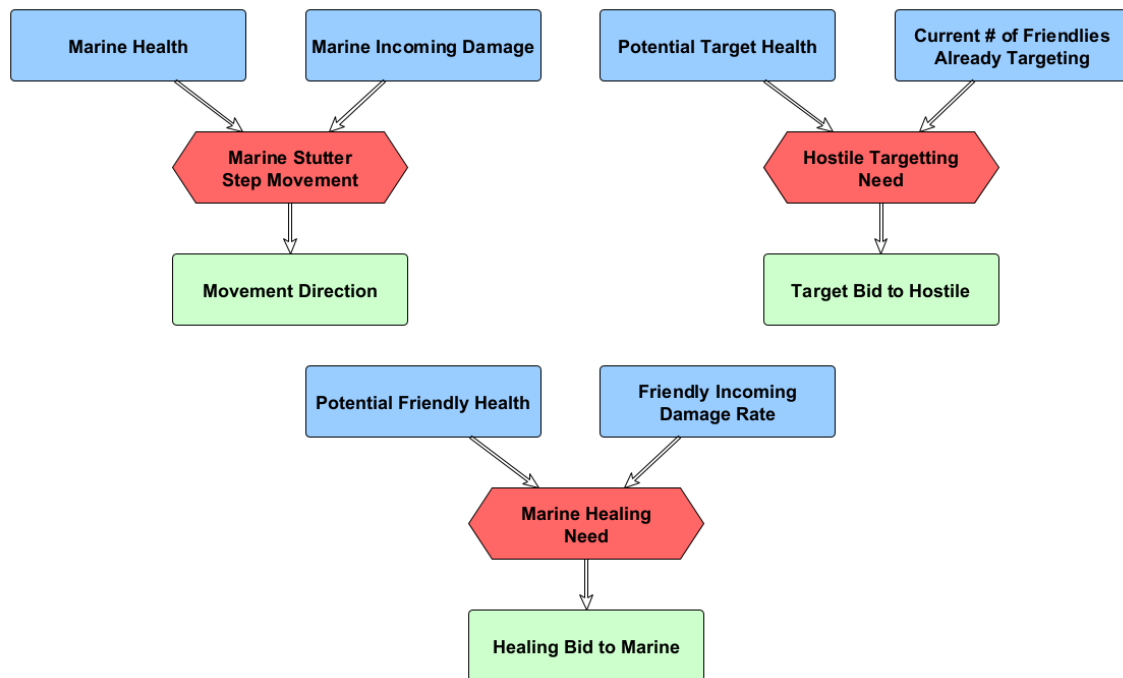 Marine Health
Marine Incoming Damage
Potential Target Health
Current # of Friendlies
Already Targeting
Marine Stutter
Step Movement
Hostile Targetting
Need
Movement Direction
Target Bid to Hostile
Potential Friendly Health
Friendly Incoming
Damage Rate
Marine Healing
Need
Healing Bid to Marine